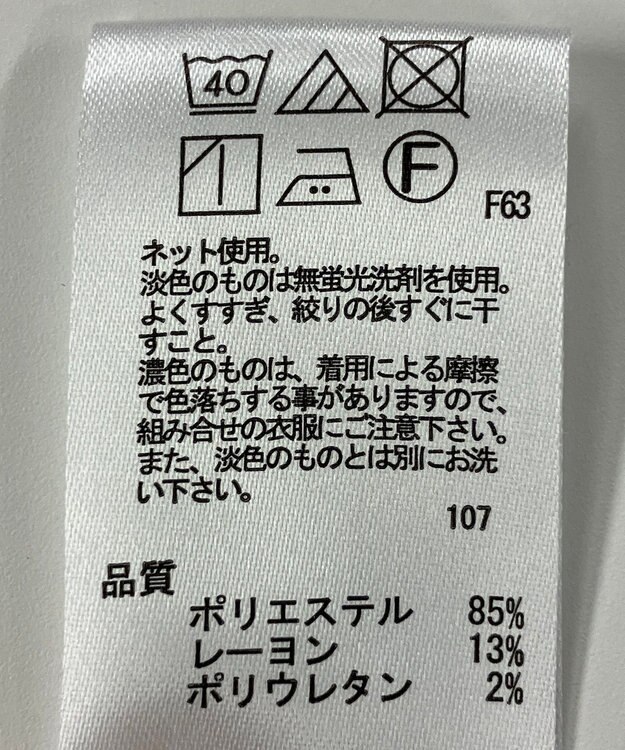 40
F
F63
ネット使用。
淡色のものは無蛍光洗剤を使用。
よくすすぎ、絞りの後すぐに干
すこと。
濃色のものは、着用による摩擦
で色落ちする事がありますので、
組み合せの衣服にご注意下さい。
また、淡色のものとは別にお洗
い下さい。
107
品質
ポリエステル 85%
レーヨン 13%
ポリウレタン 2%